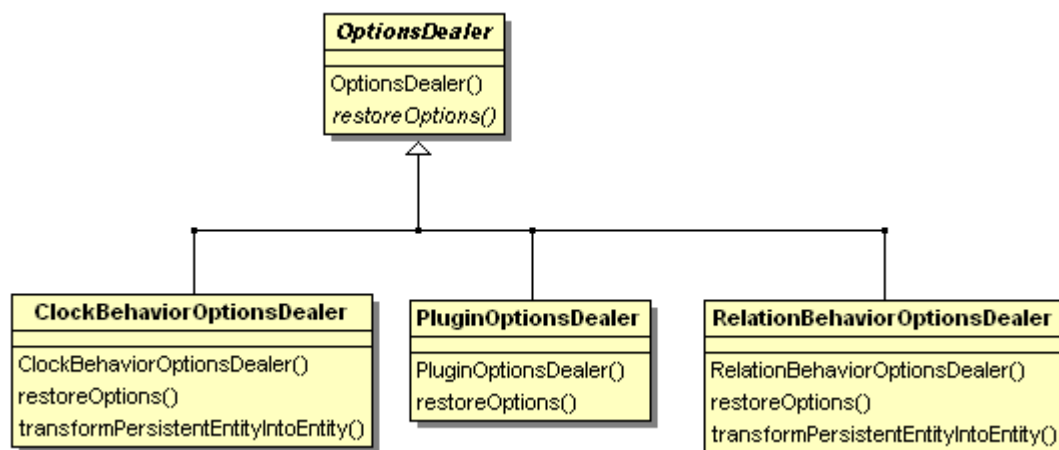 OptionsDealer
OptionsDealer()
restoreOptions()
ClockBehaviorOptionsDealer
ClockBehaviorOptionsDealer()
restoreOptions()
transformPersistentEntityIntoEntity()
PluginOptionsDealer
PluginOptionsDealer()
restoreOptions()
RelationBehaviorOptionsDealer
RelationBehaviorOptionsDealer()
restoreOptions()
transformPersistentEntityIntoEntity()